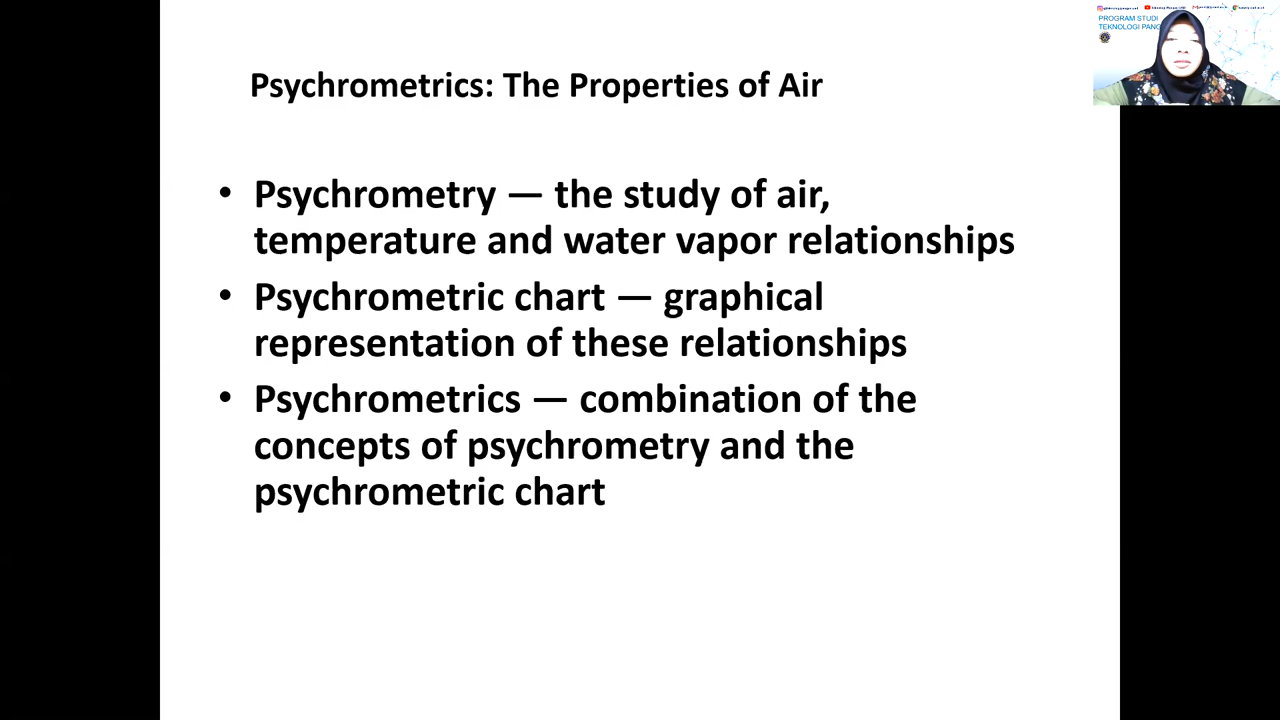 PROGRAM STUDI
TEKNOLOGI PANG
Psychrometrics: The Properties of Air
• Psychrometry — the study of air,
temperature and water vapor relationships
• Psychrometric chart — graphical
representation of these relationships
• Psychrometrics — combination of the
concepts of psychrometry and the
psychrometric chart